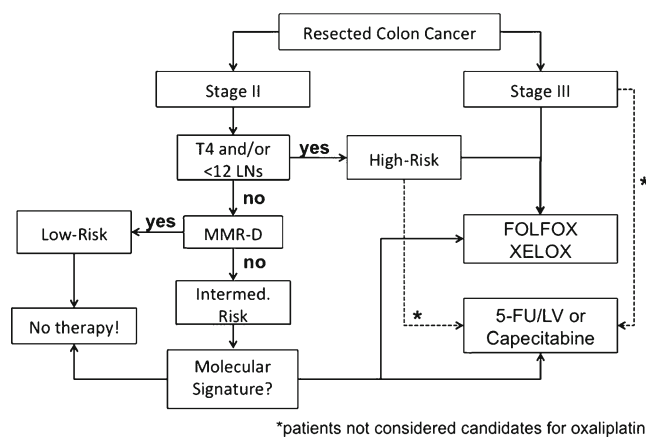 Resected Colon Cancer
Stage II
Stage III
T4 and/or
<12 LNs
yes
High-Risk
*
no
Low-Risk
yes
MMR-D
FOLFOX
XELOX
no
Intermed.
Risk
No therapy!
*
5-FU/LV or
Capecitabine
Molecular
Signature?
*patients not considered candidates for oxaliplatin